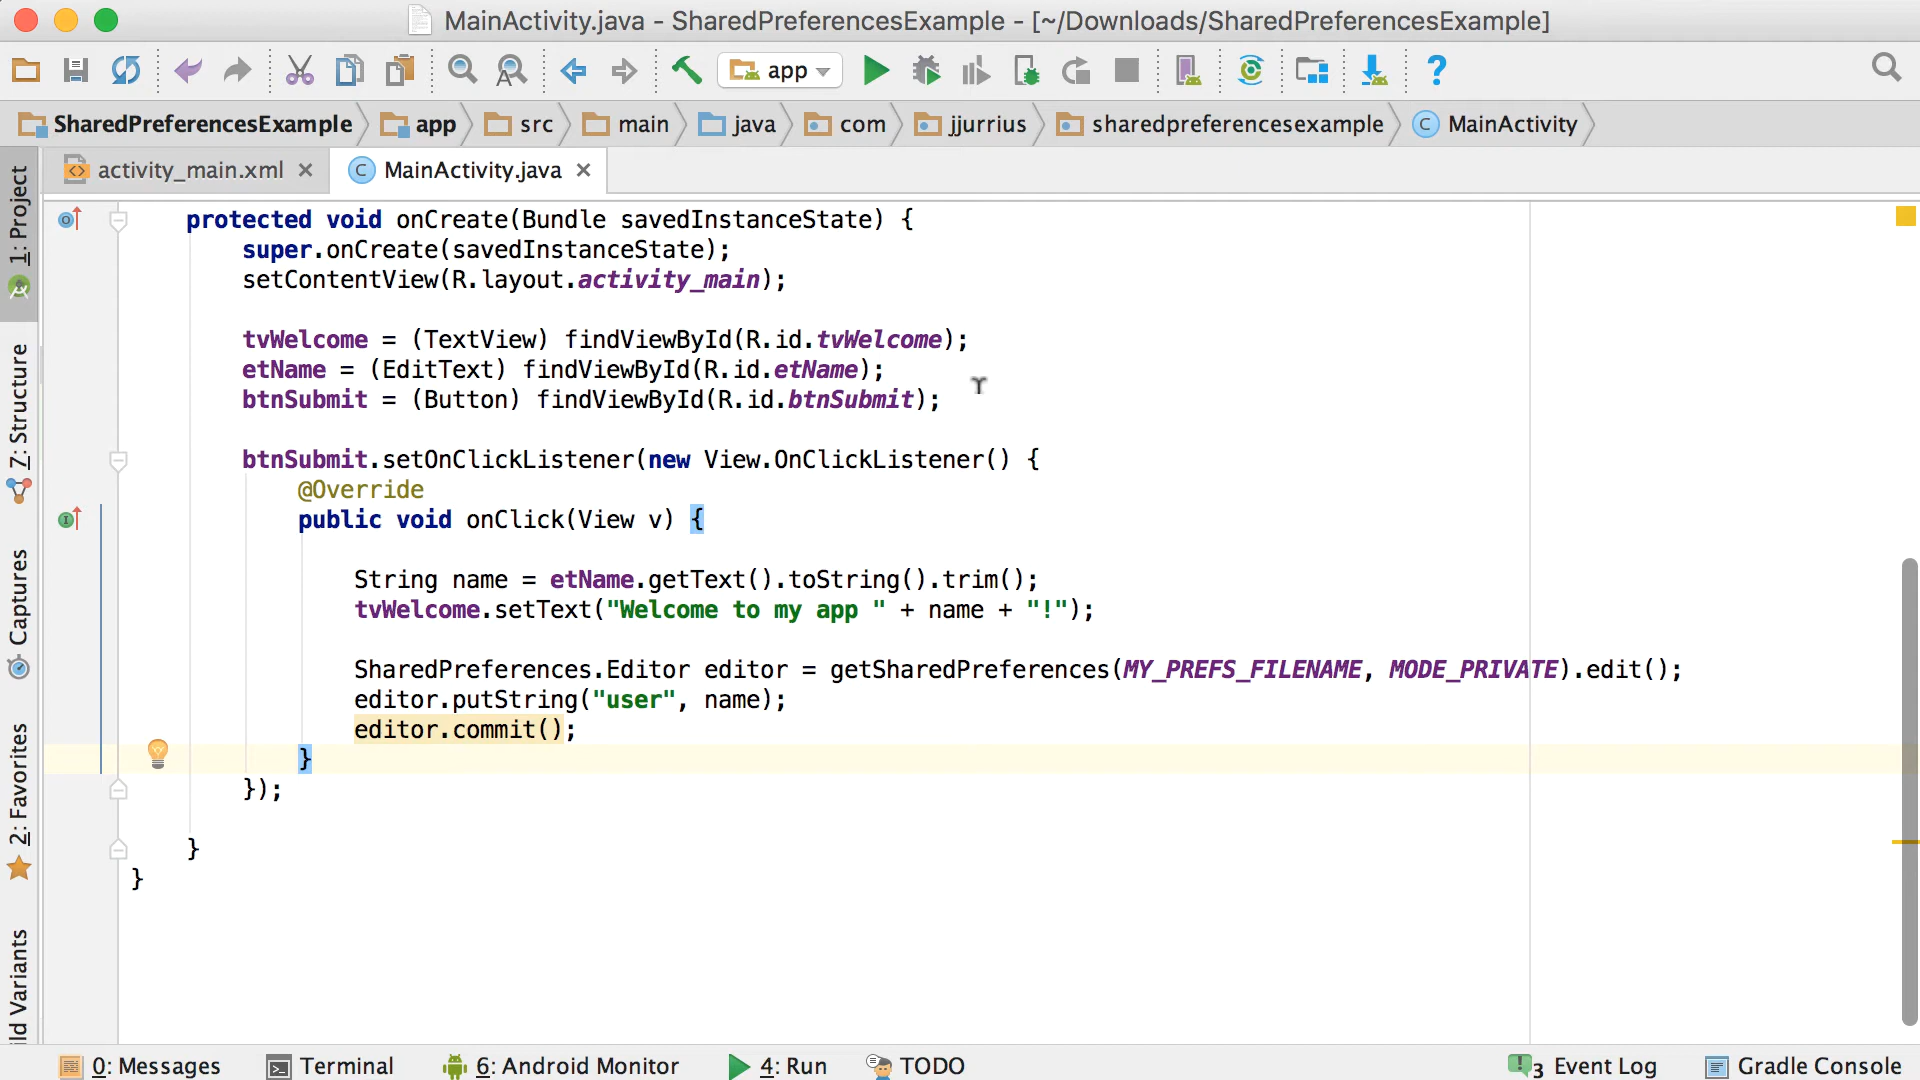 MainActivity.java - SharedPreferencesExample - [~/Downloads/SharedPreferencesExample]
app
SharedPreferencesExample app src main java com jjurrius sharedpreferencesexample MainActivity
activity_main.xml MainActivity.java
protected void onCreate(Bundle savedInstanceState) {
super.onCreate(savedInstanceState);
setContentView(R.layout.activity_main);
tvWelcome = (TextView) findViewById(R.id.tvWelcome);
etName = (EditText) findViewById(R.id.etName);
btnSubmit = (Button) findViewById(R.id.btnSubmit);
btnSubmit.setOnClickListener(new View.OnClickListener() {
@Override
public void onClick(View v) {
String name = etName.getText().toString().trim();
tvWelcome.setText("Welcome to my app " + name + "!");
SharedPreferences.Editor editor = getSharedPreferences(MY_PREFS_FILENAME, MODE_PRIVATE).edit();
editor.putString("user", name);
editor.commit();
}
});
}
}
1: Project
7: Structure
Captures
2: Favorites
ild Variants
0: Messages Terminal 6: Android Monitor 4: Run TODO 3 Event Log Gradle Console